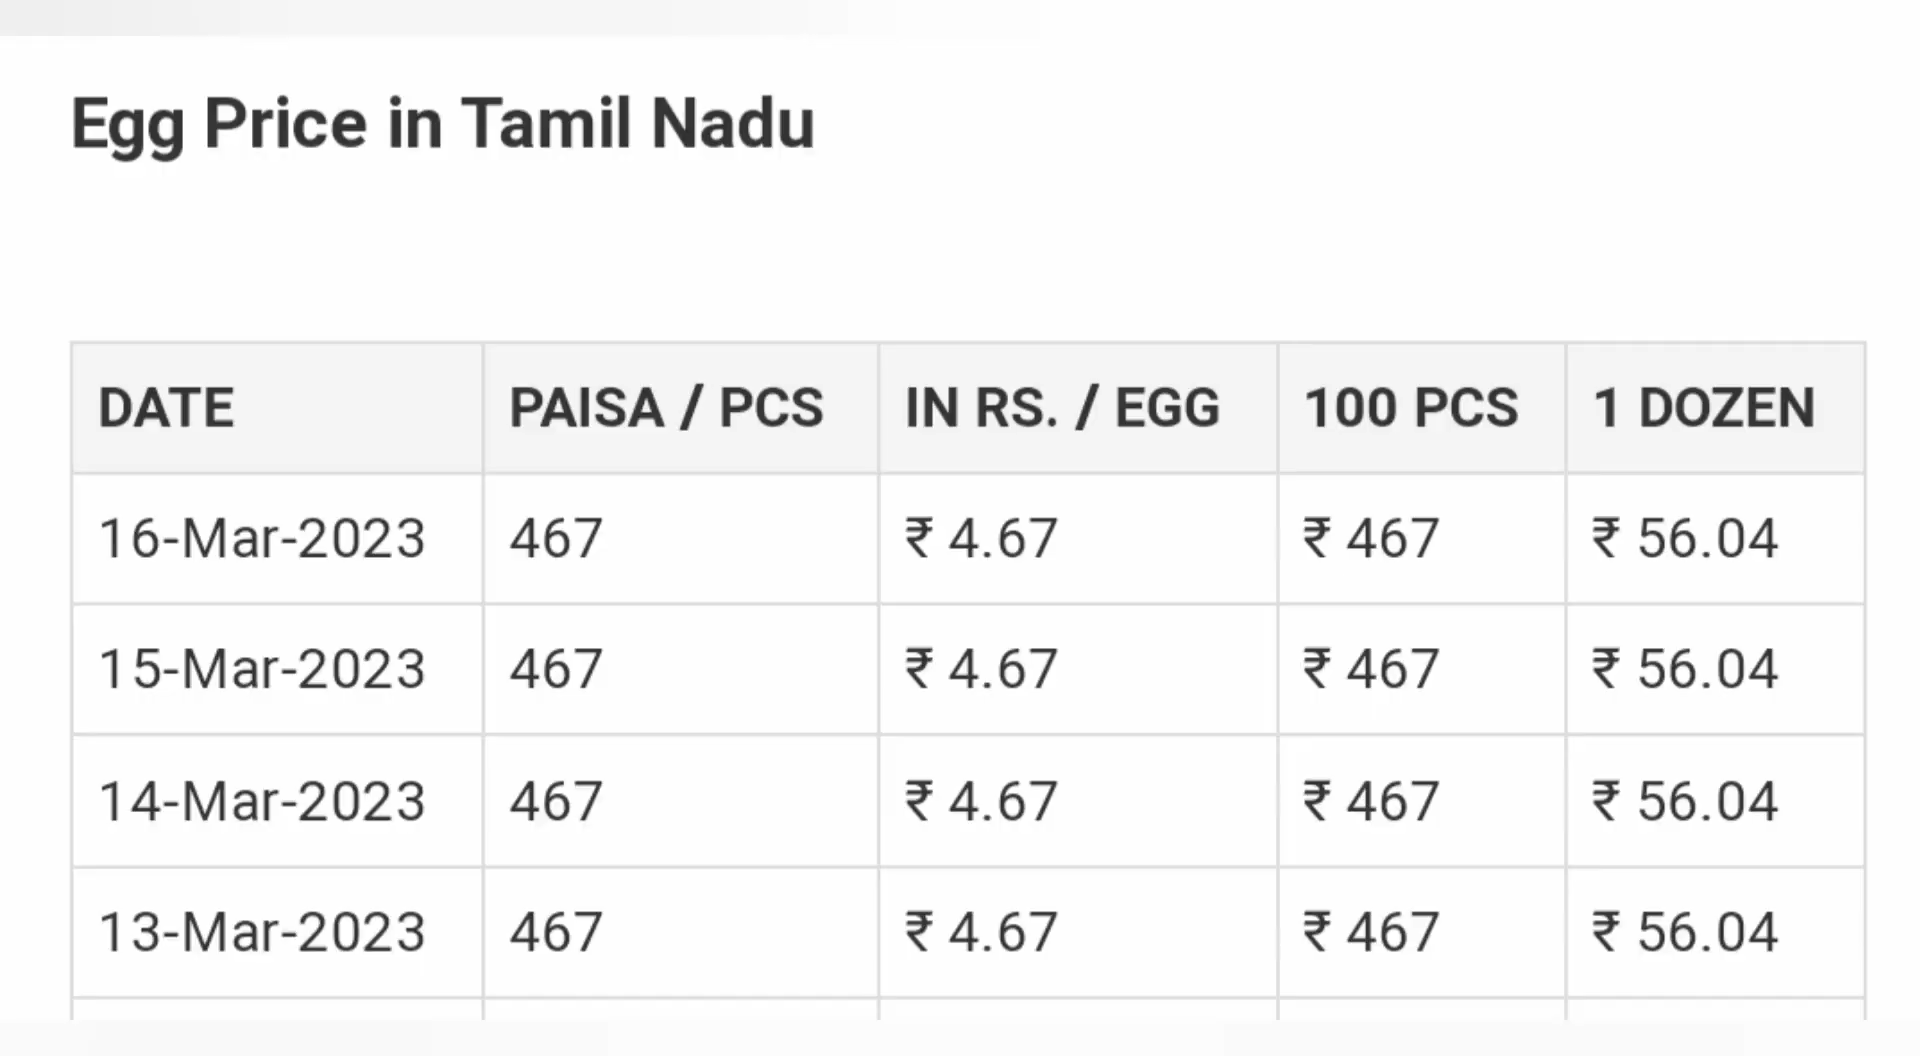 Egg Price in Tamil Nadu
DATE PAISA / PCS IN RS. / EGG 100 PCS 1 DOZEN
16-Mar-2023 467 ₹ 4.67 ₹ 467 ₹ 56.04
15-Mar-2023 467 ₹ 4.67 ₹ 467 ₹ 56.04
14-Mar-2023 467 ₹ 4.67 ₹ 467 ₹ 56.04
13-Mar-2023 467 ₹ 4.67 ₹ 467 ₹ 56.04